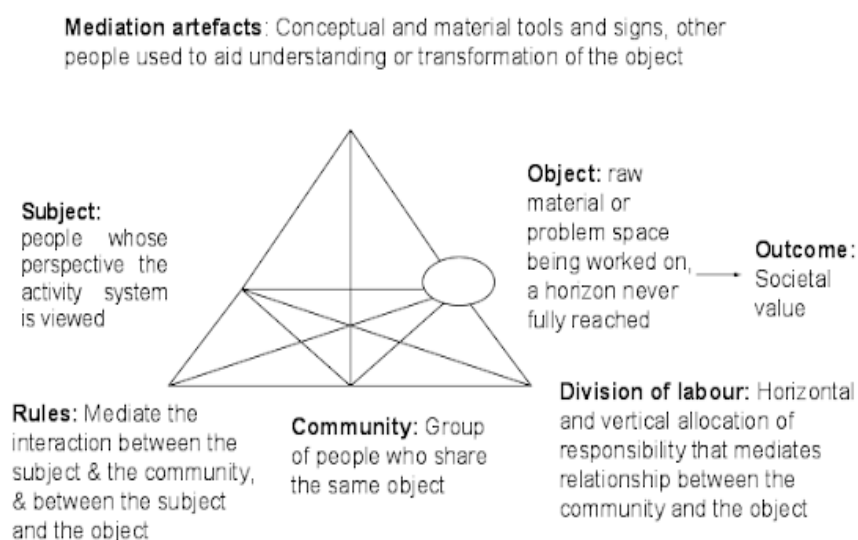 Mediation artefacts: Conceptual and material tools and signs, other
people used to aid understanding or transformation of the object
Subject:
people whose
perspective the
activity system
is viewed
Object: raw
material or
problem space
being worked on,
a horizon never
fully reached
Outcome:
Societal
value
Rules: Mediate the
interaction between the
subject & the community,
& between the subject
and the object
Community: Group
of people who share
the same object
Division of labour: Horizontal
and vertical allocation of
responsibility that mediates
relationship between the
community and the object